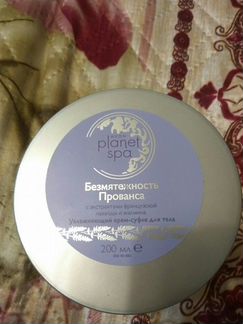 planet
spa
Безмятежность
Прованса
с экстрактами французской
лаванды и жасмина
Увлажняющий крем-суфле для тела
200 МЛ e